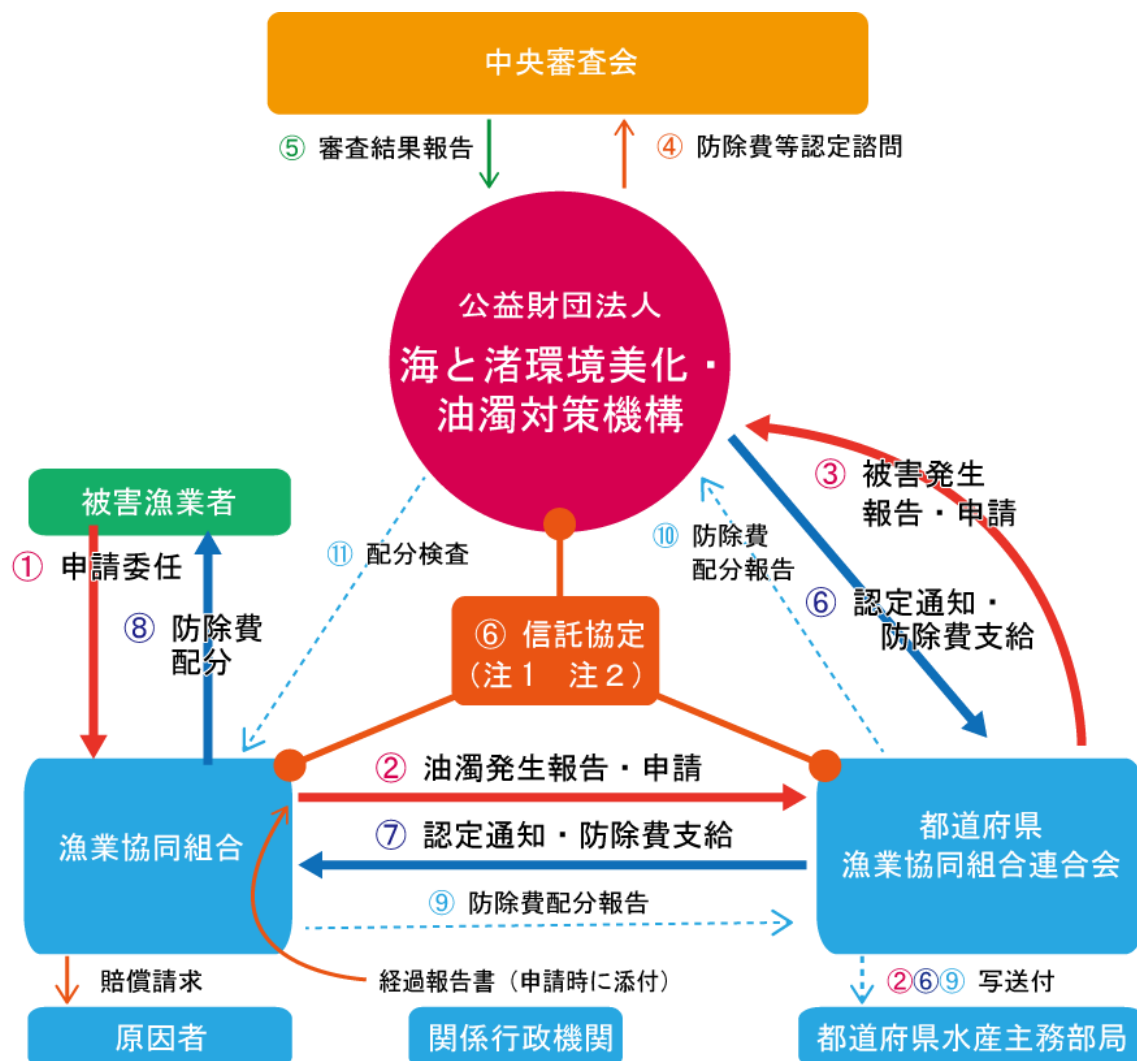 中央審査会
⑤ 審査結果報告
④ 防除費等認定諮問
公益財団法人
海と渚環境美化・
油濁対策機構
③ 被害発生
報告・申請
被害漁業者
① 申請委任
⑧ 防除費
配分
⑪ 配分検査
⑩ 防除費
配分報告
⑥ 認定通知・
防除費支給
⑥ 信託協定
(注1 注2)
② 油濁発生報告・申請
⑦ 認定通知・防除費支給
⑨ 防除費配分報告
漁業協同組合
都道府県
漁業協同組合連合会
賠償請求
経過報告書(申請時に添付)
②⑥⑨ 写送付
原因者
関係行政機関
都道府県水産主務部局